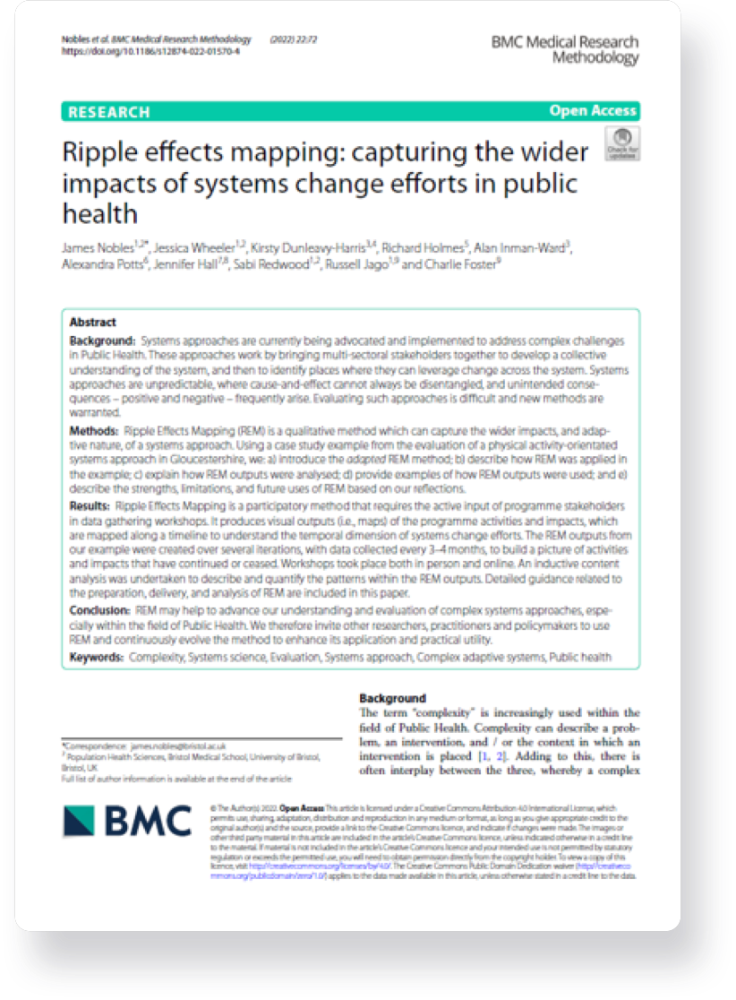 Nobles et al. BMC Medical Research Methodology (2022) 22:72
https://doi.org/10.1186/s12874-022-01570-4
BMC Medical Research
Methodology
RESEARCH
Open Access
Check for
updates
Ripple effects mapping: capturing the wider
impacts of systems change efforts in public
health
James Nobles1,2*, Jessica Wheeler1,2, Kirsty Dunleavy-Harris3,4, Richard Holmes5, Alan Inman-Ward3,
Alexandra Potts6, Jennifer Hall7,8, Sabi Redwood1,2, Russell Jago1,9 and Charlie Foster9
Abstract
Background: Systems approaches are currently being advocated and implemented to address complex challenges
in Public Health. These approaches work by bringing multi-sectoral stakeholders together to develop a collective
understanding of the system, and then to identify places where they can leverage change across the system. Systems
approaches are unpredictable, where cause-and-effect cannot always be disentangled, and unintended conse-
quences – positive and negative – frequently arise. Evaluating such approaches is difficult and new methods are
warranted.
Methods: Ripple Effects Mapping (REM) is a qualitative method which can capture the wider impacts, and adap-
tive nature, of a systems approach. Using a case study example from the evaluation of a physical activity-orientated
systems approach in Gloucestershire, we: a) introduce the adapted REM method; b) describe how REM was applied in
the example; c) explain how REM outputs were analysed; d) provide examples of how REM outputs were used; and e)
describe the strengths, limitations, and future uses of REM based on our reflections.
Results: Ripple Effects Mapping is a participatory method that requires the active input of programme stakeholders
in data gathering workshops. It produces visual outputs (i.e., maps) of the programme activities and impacts, which
are mapped along a timeline to understand the temporal dimension of systems change efforts. The REM outputs from
our example were created over several iterations, with data collected every 3–4 months, to build a picture of activities
and impacts that have continued or ceased. Workshops took place both in person and online. An inductive content
analysis was undertaken to describe and quantify the patterns within the REM outputs. Detailed guidance related to
the preparation, delivery, and analysis of REM are included in this paper.
Conclusion: REM may help to advance our understanding and evaluation of complex systems approaches, espe-
cially within the field of Public Health. We therefore invite other researchers, practitioners and policymakers to use
REM and continuously evolve the method to enhance its application and practical utility.
Keywords: Complexity, Systems science, Evaluation, Systems approach, Complex adaptive systems, Public health
Background
The term “complexity” is increasingly used within the
field of Public Health. Complexity can describe a prob-
lem, an intervention, and / or the context in which an
intervention is placed [1, 2]. Adding to this, there is
often interplay between the three, whereby a complex
*Correspondence: james.nobles@bristol.ac.uk
Population Health Sciences, Bristol Medical School, University of Bristol,
Bristol, UK
Full list of author information is available at the end of the article
BMC
© The Author(s) 2022. Open Access This article is licensed under a Creative Commons Attribution 4.0 International License, which
permits use, sharing, adaptation, distribution and reproduction in any medium or format, as long as you give appropriate credit to the
original author(s) and the source, provide a link to the Creative Commons licence, and indicate if changes were made. The images or
other third party material in this article are included in the article's Creative Commons licence, unless indicated otherwise in a credit line
to the material. If material is not included in the article's Creative Commons licence and your intended use is not permitted by statutory
regulation or exceeds the permitted use, you will need to obtain permission directly from the copyright holder. To view a copy of this
licence, visit http://creativecommons.org/licenses/by/4.0/. The Creative Commons Public Domain Dedication waiver (http://creativeco
mmons.org/publicdomain/zero/1.0/) applies to the data made available in this article, unless otherwise stated in a credit line to the data.